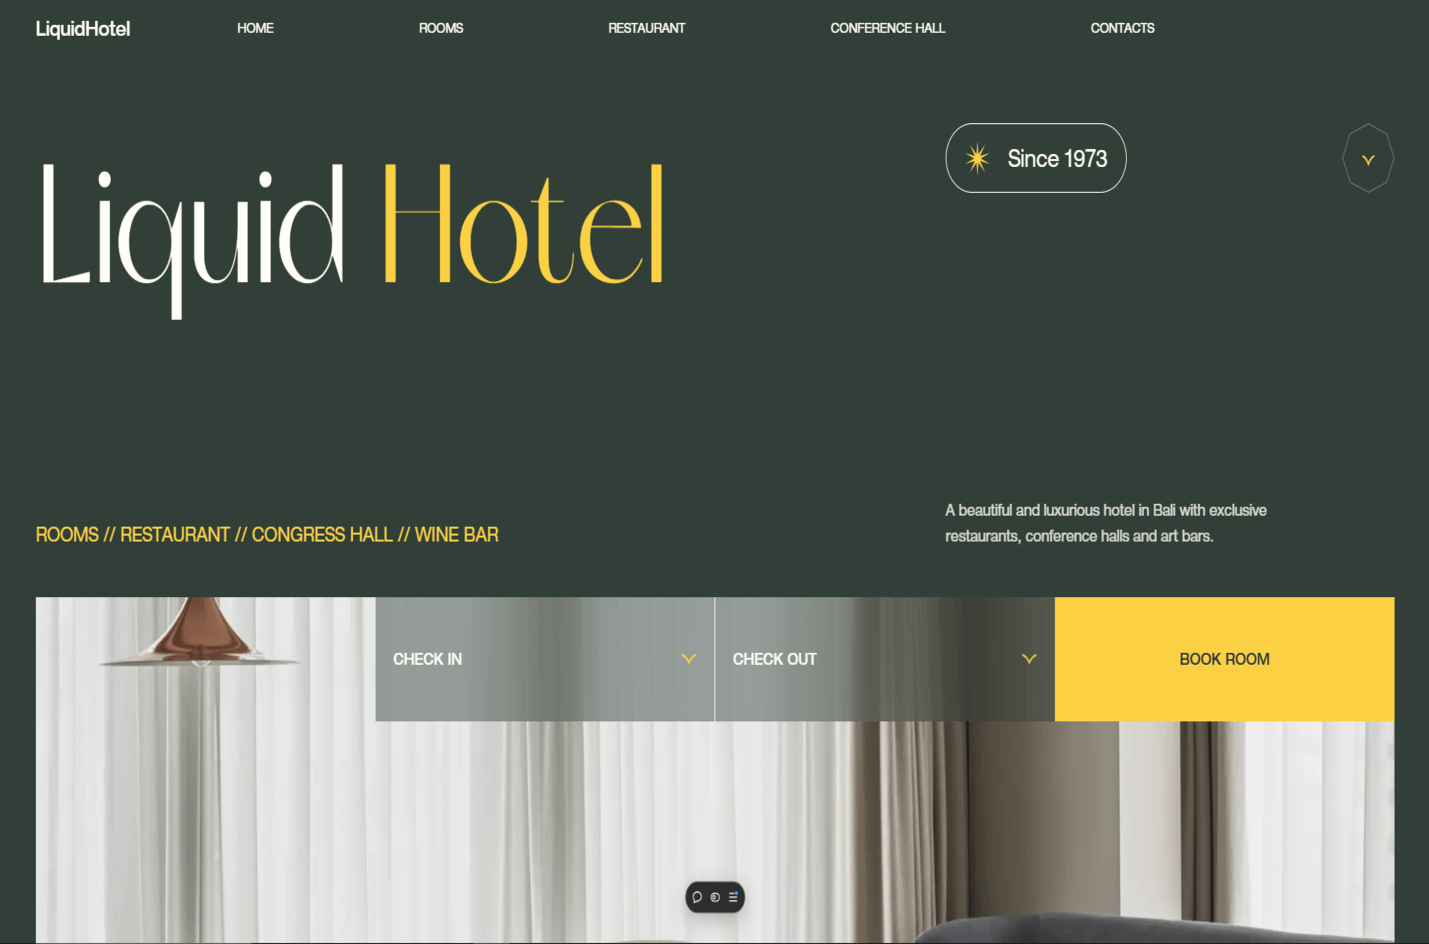 LiquidHotel
HOME
ROOMS
RESTAURANT
CONFERENCE HALL
CONTACTS
Since 1973
Liquid Hotel
A beautiful and luxurious hotel in Bali with exclusive
restaurants, conference halls and art bars.
ROOMS // RESTAURANT // CONGRESS HALL // WINE BAR
CHECK IN
CHECK OUT
BOOK ROOM